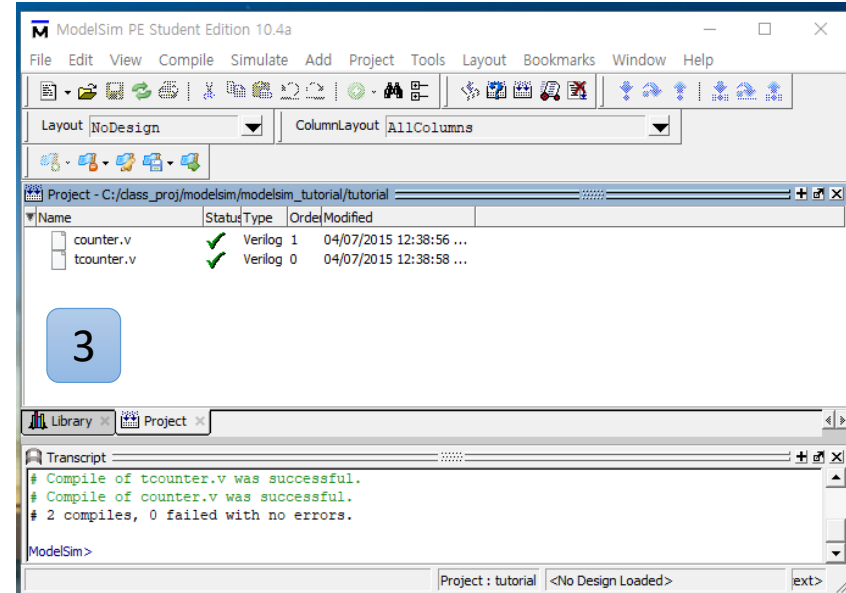 ModelSim PE Student Edition 10.4a
File Edit View Compile Simulate Add Project Tools Layout Bookmarks Window Help
Layout NoDesign ColumnLayout AllColumns
Project - C:/class_proj/modelsim/modelsim_tutorial/tutorial
Name Status Type Order Modified
counter.v Verilog 1 04/07/2015 12:38:56 ...
tcounter.v Verilog 0 04/07/2015 12:38:58 ...
3
Library Project
Transcript
# Compile of tcounter.v was successful.
# Compile of counter.v was successful.
# 2 compiles, 0 failed with no errors.
ModelSim>
Project : tutorial <No Design Loaded> ext>